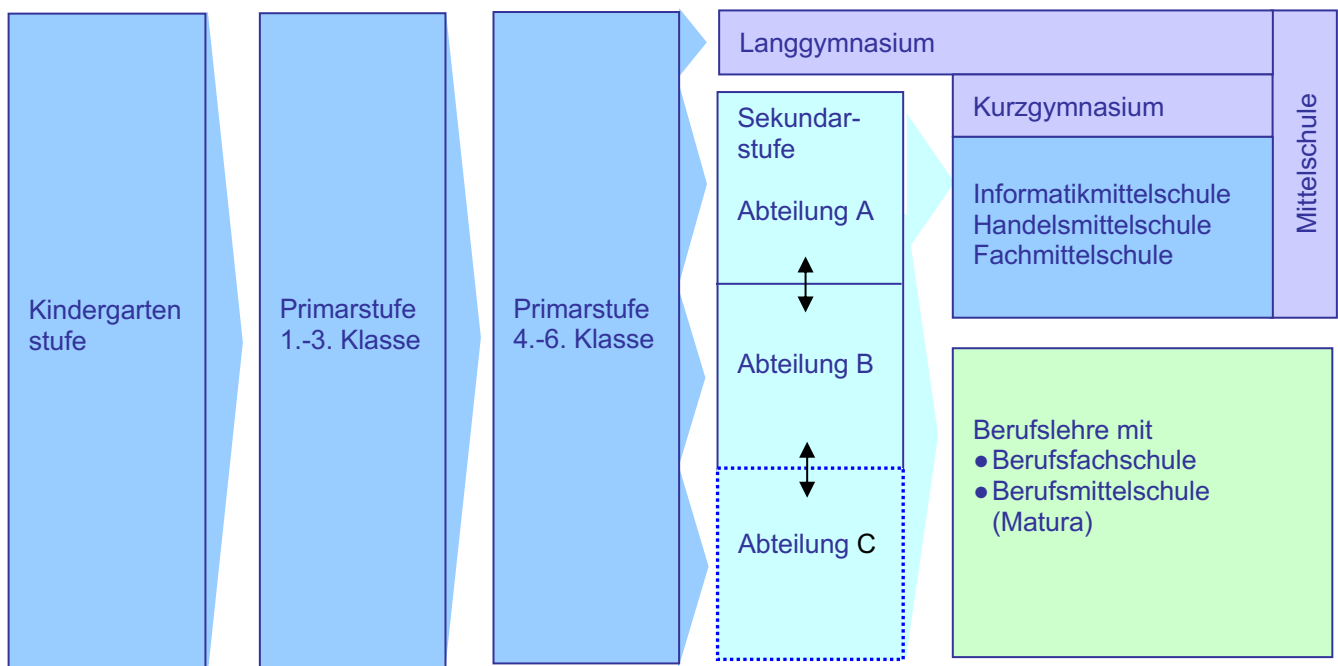 Kindergarten
stufe
Primarstufe
1.-3. Klasse
Primarstufe
4.-6. Klasse
Langgymnasium
Sekundar-
stufe
Abteilung A
Abteilung B
Abteilung C
Kurzgymnasium
Informatikmittelschule
Handelsmittelschule
Fachmittelschule
Mittelschule
Berufslehre mit
● Berufsfachschule
● Berufsmittelschule
(Matura)